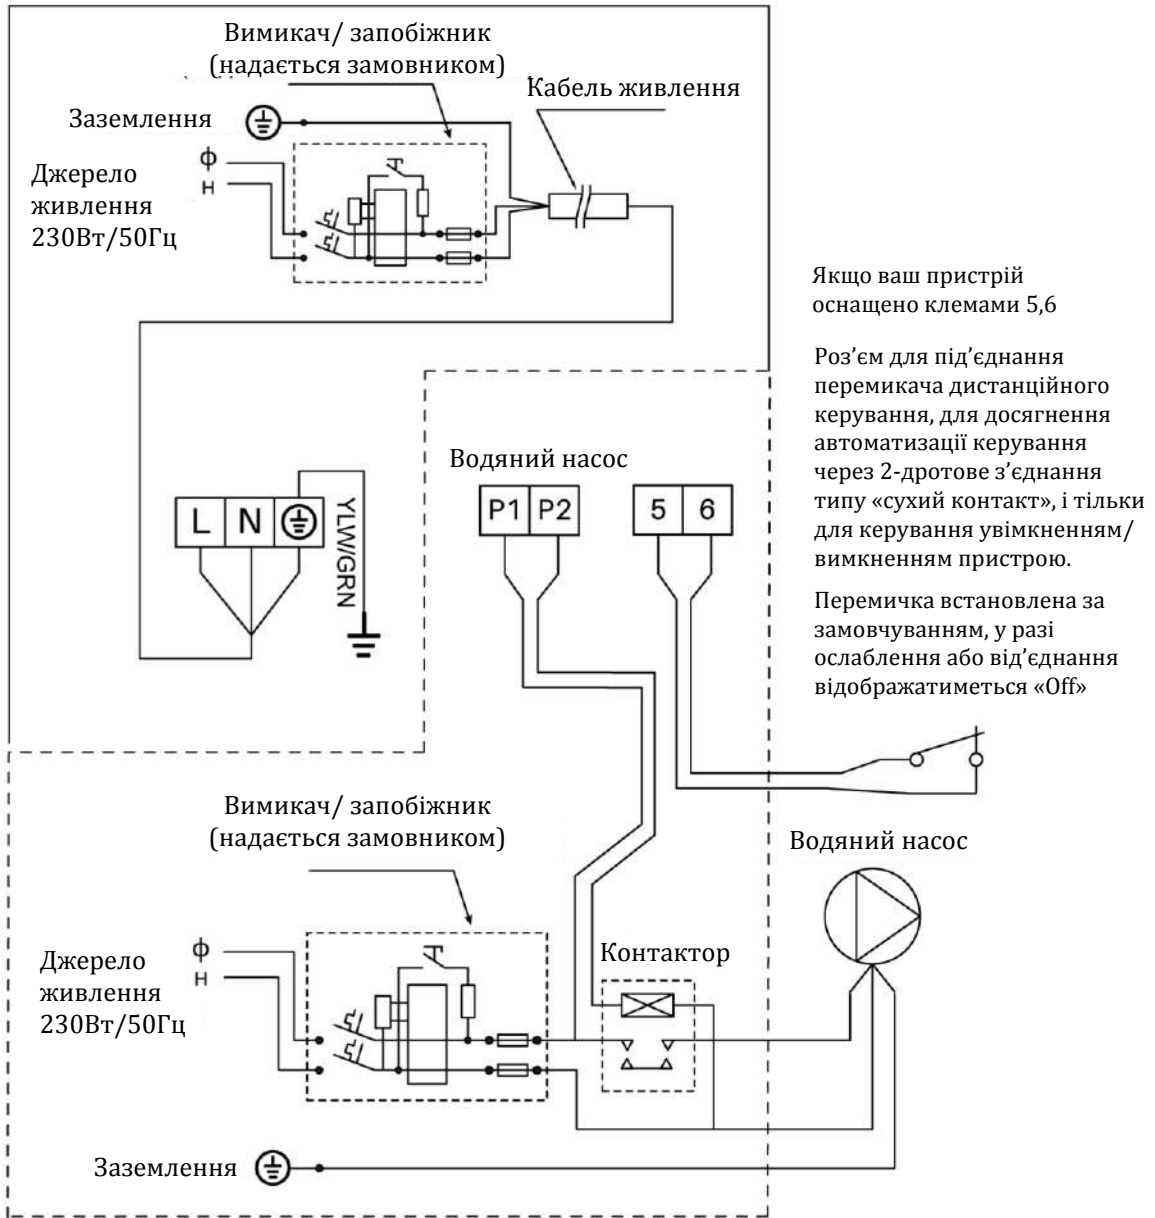 Вимикач/ запобіжник
(надається замовником)
Кабель живлення
Заземлення
ф
н
Джерело
живлення
230Вт/50Гц
Якщо ваш пристрій
оснащено клемами 5,6
Роз’єм для під’єднання
перемикача дистанційного
керування, для досягнення
автоматизації керування
через 2-дротове з’єднання
типу «сухий контакт», і тільки
для керування увімкненням/
вимкненням пристрою.
Перемичка встановлена за
замовчуванням, у разі
ослаблення або від’єднання
відображатиметься «Off»
Водяний насос
L N
YLW/GRN
P1 P2
5 6
Вимикач/ запобіжник
(надається замовником)
Водяний насос
Контактор
ф
н
Джерело
живлення
230Вт/50Гц
Заземлення